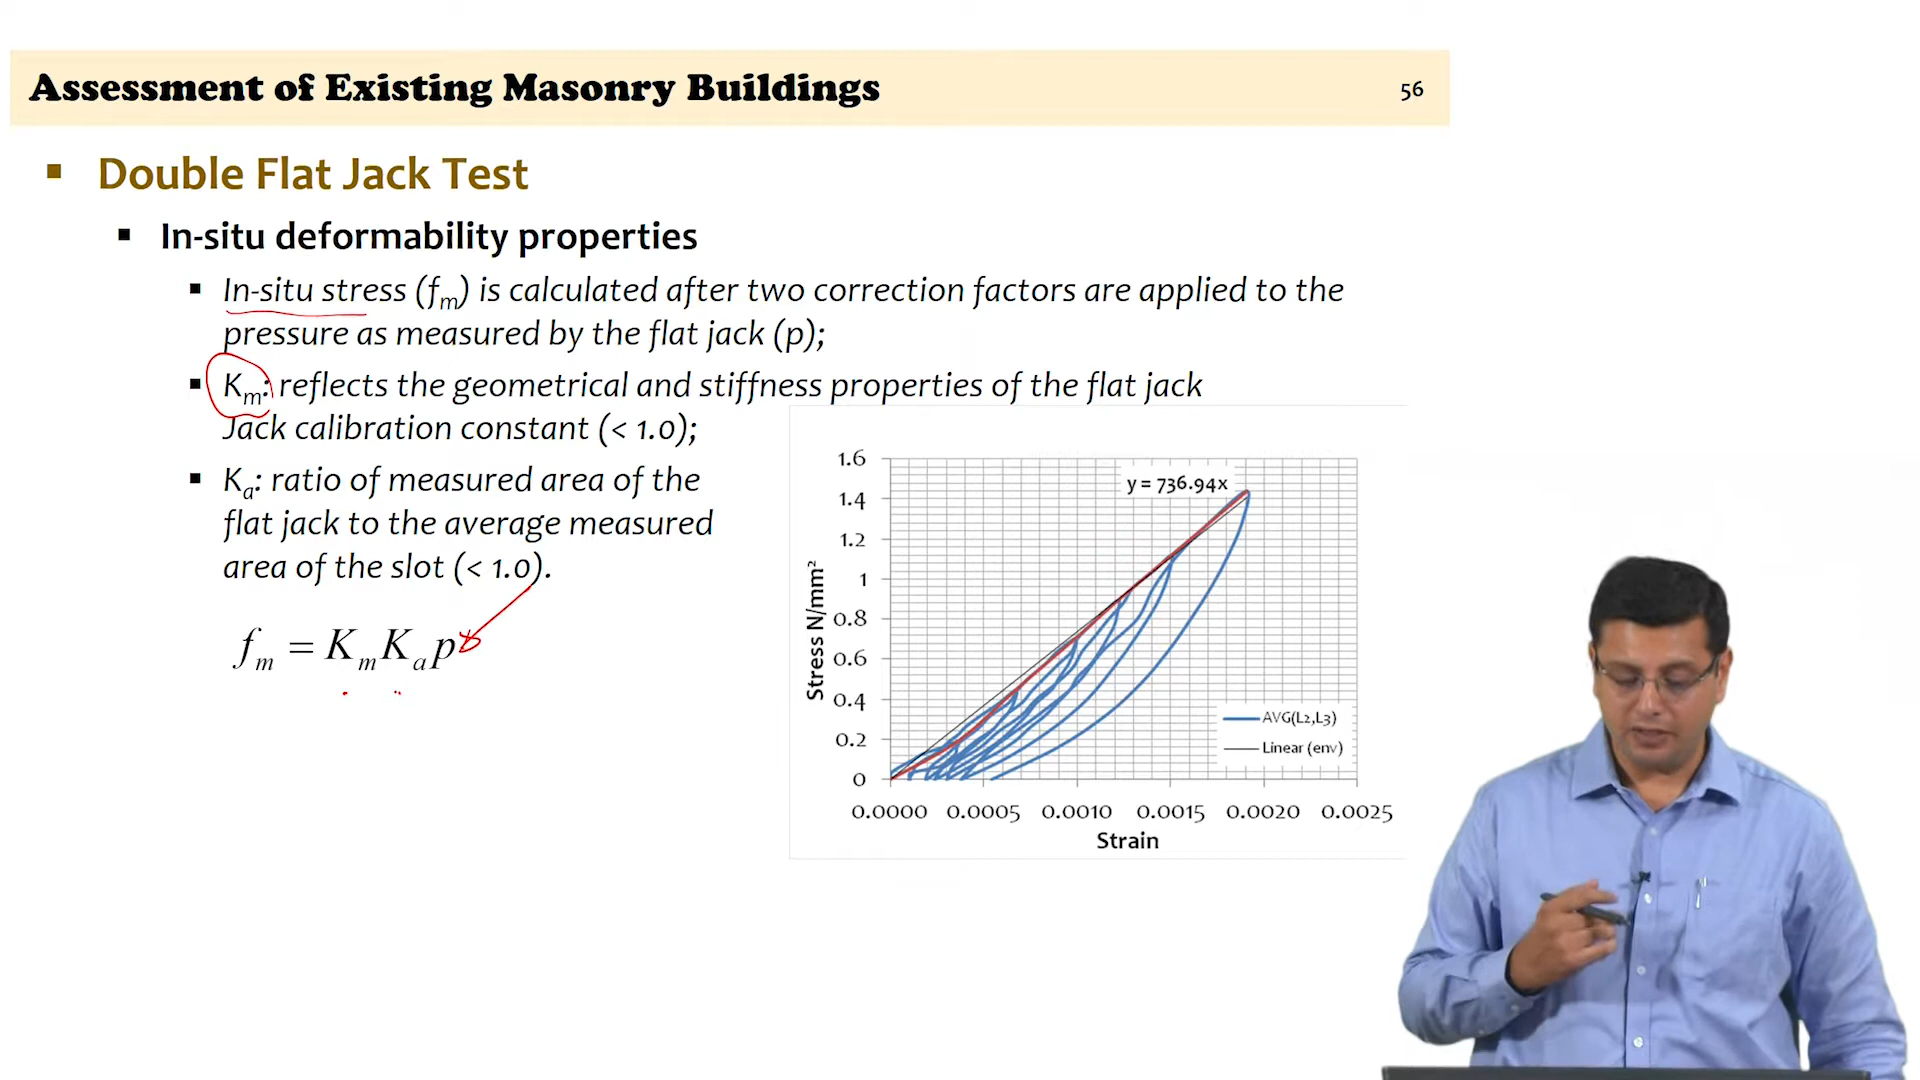 Assessment of Existing Masonry Buildings 56
Double Flat Jack Test
In-situ deformability properties
In-situ stress (fm) is calculated after two correction factors are applied to the
pressure as measured by the flat jack (p);
Km: reflects the geometrical and stiffness properties of the flat jack
Jack calibration constant (< 1.0);
Ka: ratio of measured area of the
flat jack to the average measured
area of the slot (< 1.0).
fm = KmKap
1.6
1.4
1.2
1
0.8
0.6
0.4
0.2
0
Stress N/mm²
y = 736.94x
AVG(L2,L3)
Linear (env)
0.0000 0.0005 0.0010 0.0015 0.0020 0.0025
Strain